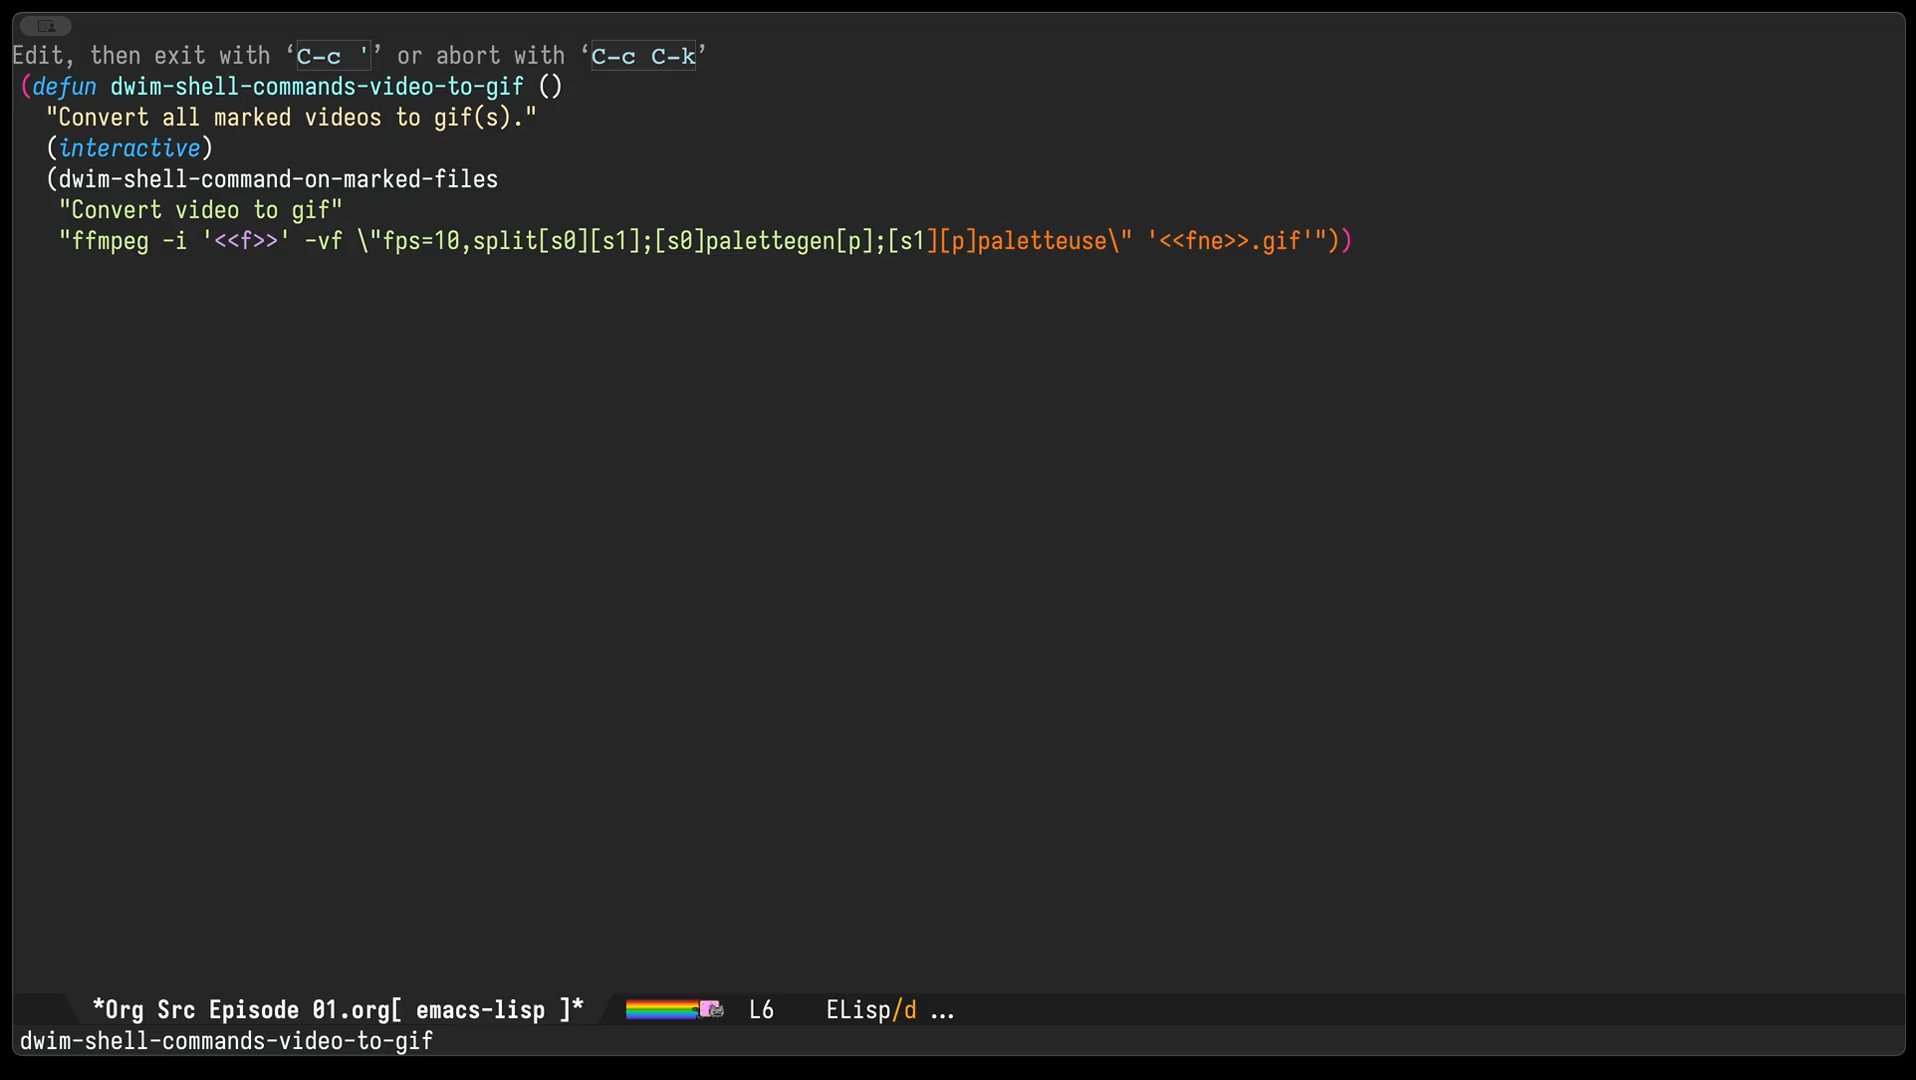 Edit, then exit with ‘C-c '’ or abort with ‘C-c C-k’
(defun dwim-shell-commands-video-to-gif ()
  "Convert all marked videos to gif(s)."
  (interactive)
  (dwim-shell-command-on-marked-files
   "Convert video to gif"
   "ffmpeg -i '<<f>>' -vf \"fps=10,split[s0][s1];[s0]palettegen[p];[s1][p]paletteuse\" '<<fne>>.gif'"))
*Org Src Episode 01.org[ emacs-lisp ]* L6 ELisp/d ...
dwim-shell-commands-video-to-gif